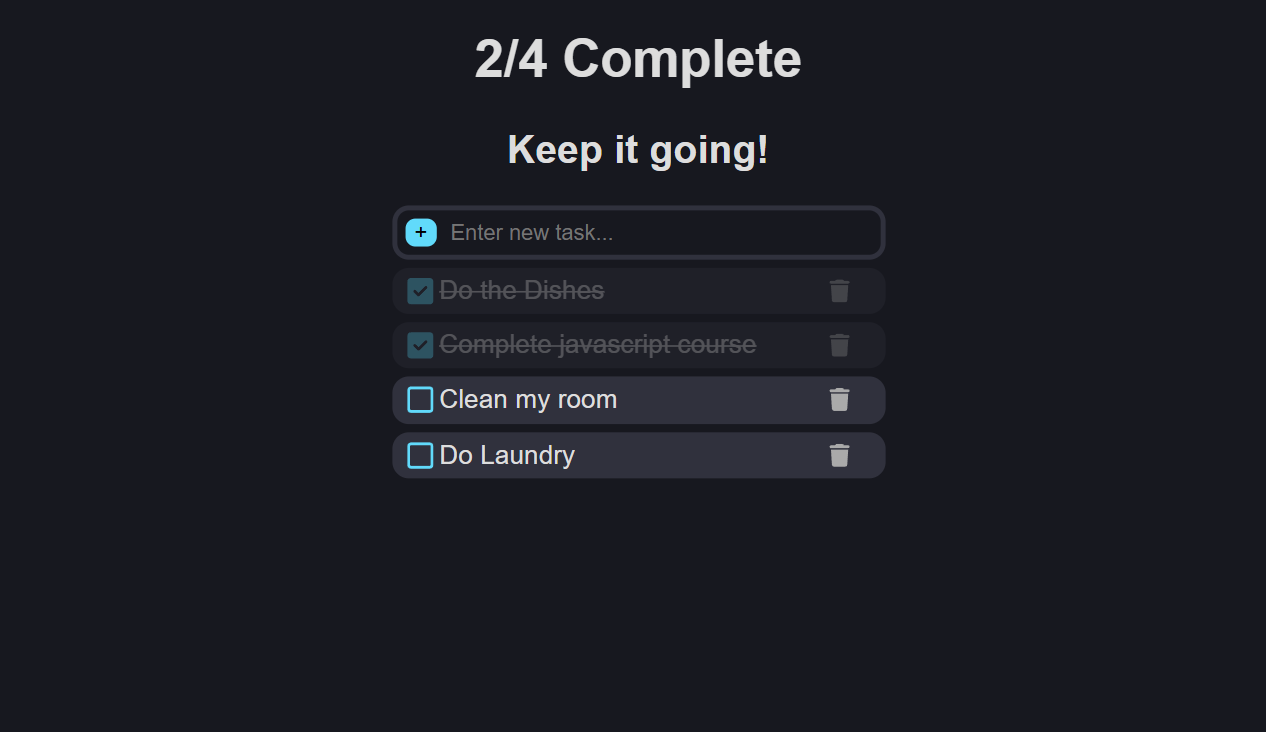 2/4 Complete
Keep it going!
+ Enter new task...
Do the Dishes
Complete javascript course
Clean my room
Do Laundry